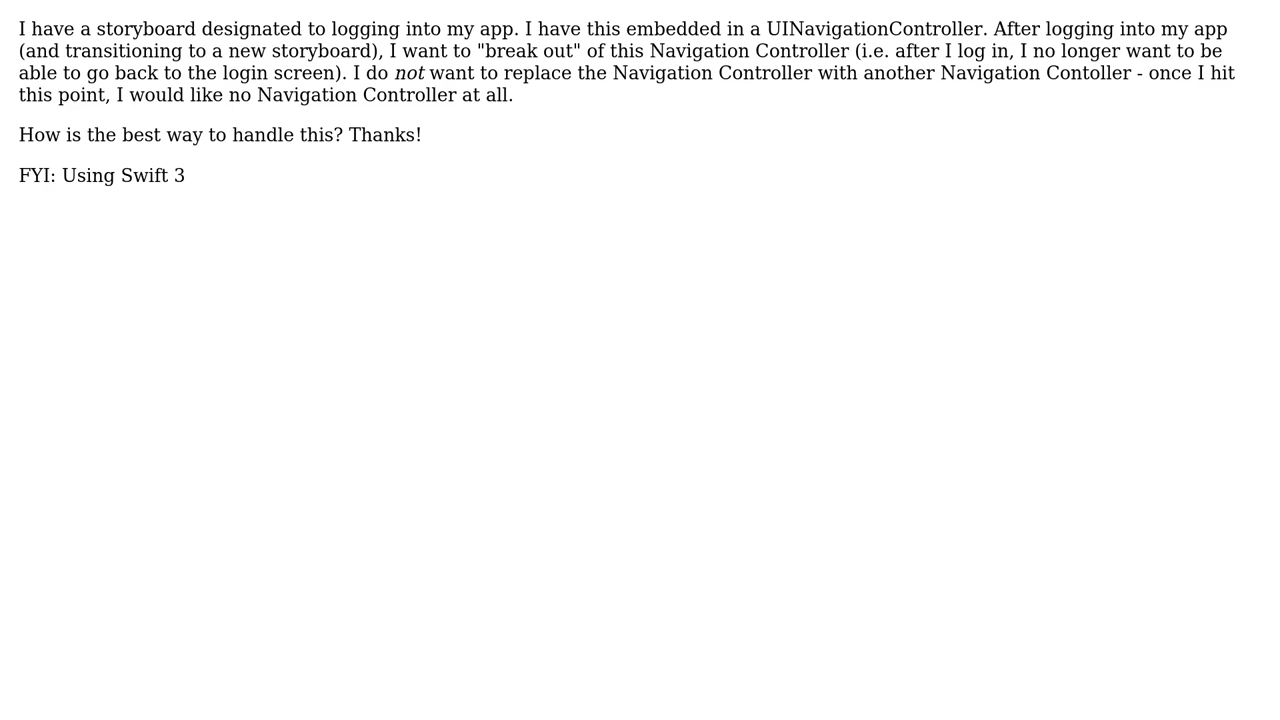 I have a storyboard designated to logging into my app. I have this embedded in a UINavigationController. After logging into my app
(and transitioning to a new storyboard), I want to "break out" of this Navigation Controller (i.e. after I log in, I no longer want to be
able to go back to the login screen). I do not want to replace the Navigation Controller with another Navigation Contoller - once I hit
this point, I would like no Navigation Controller at all.
How is the best way to handle this? Thanks!
FYI: Using Swift 3